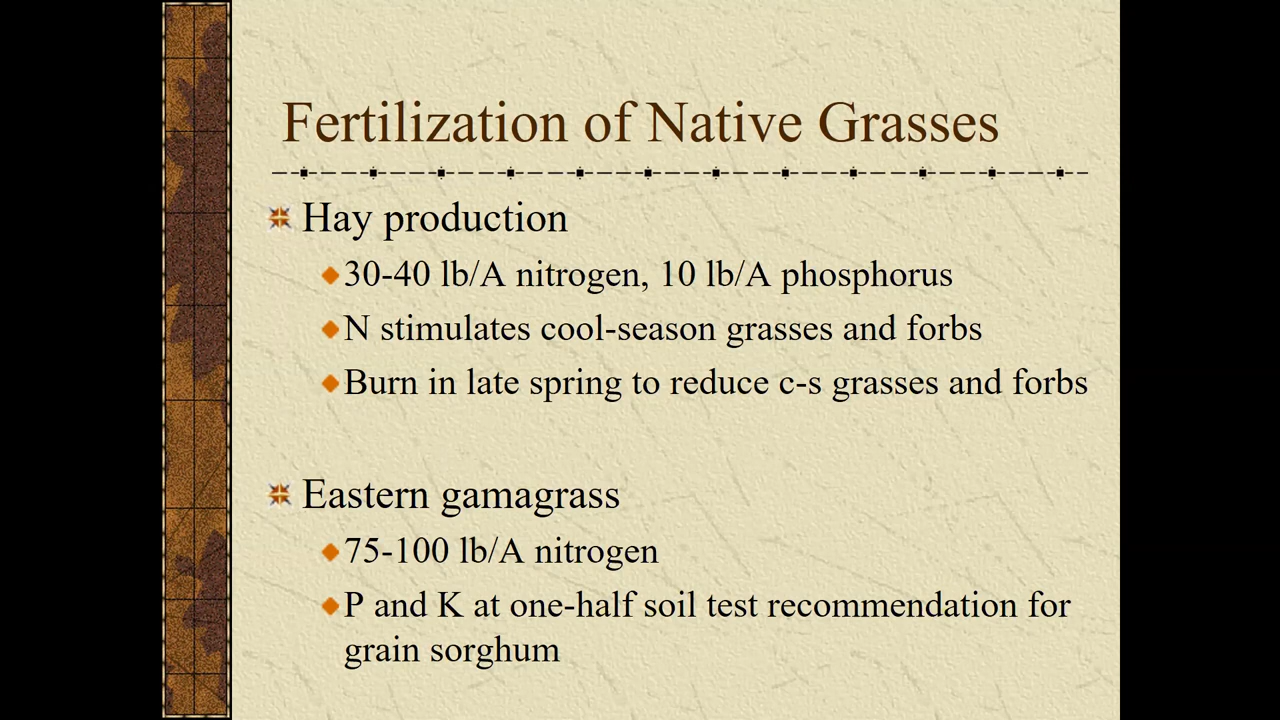 Fertilization of Native Grasses
Hay production
30-40 lb/A nitrogen, 10 lb/A phosphorus
N stimulates cool-season grasses and forbs
Burn in late spring to reduce c-s grasses and forbs
Eastern gamagrass
75-100 lb/A nitrogen
P and K at one-half soil test recommendation for
grain sorghum